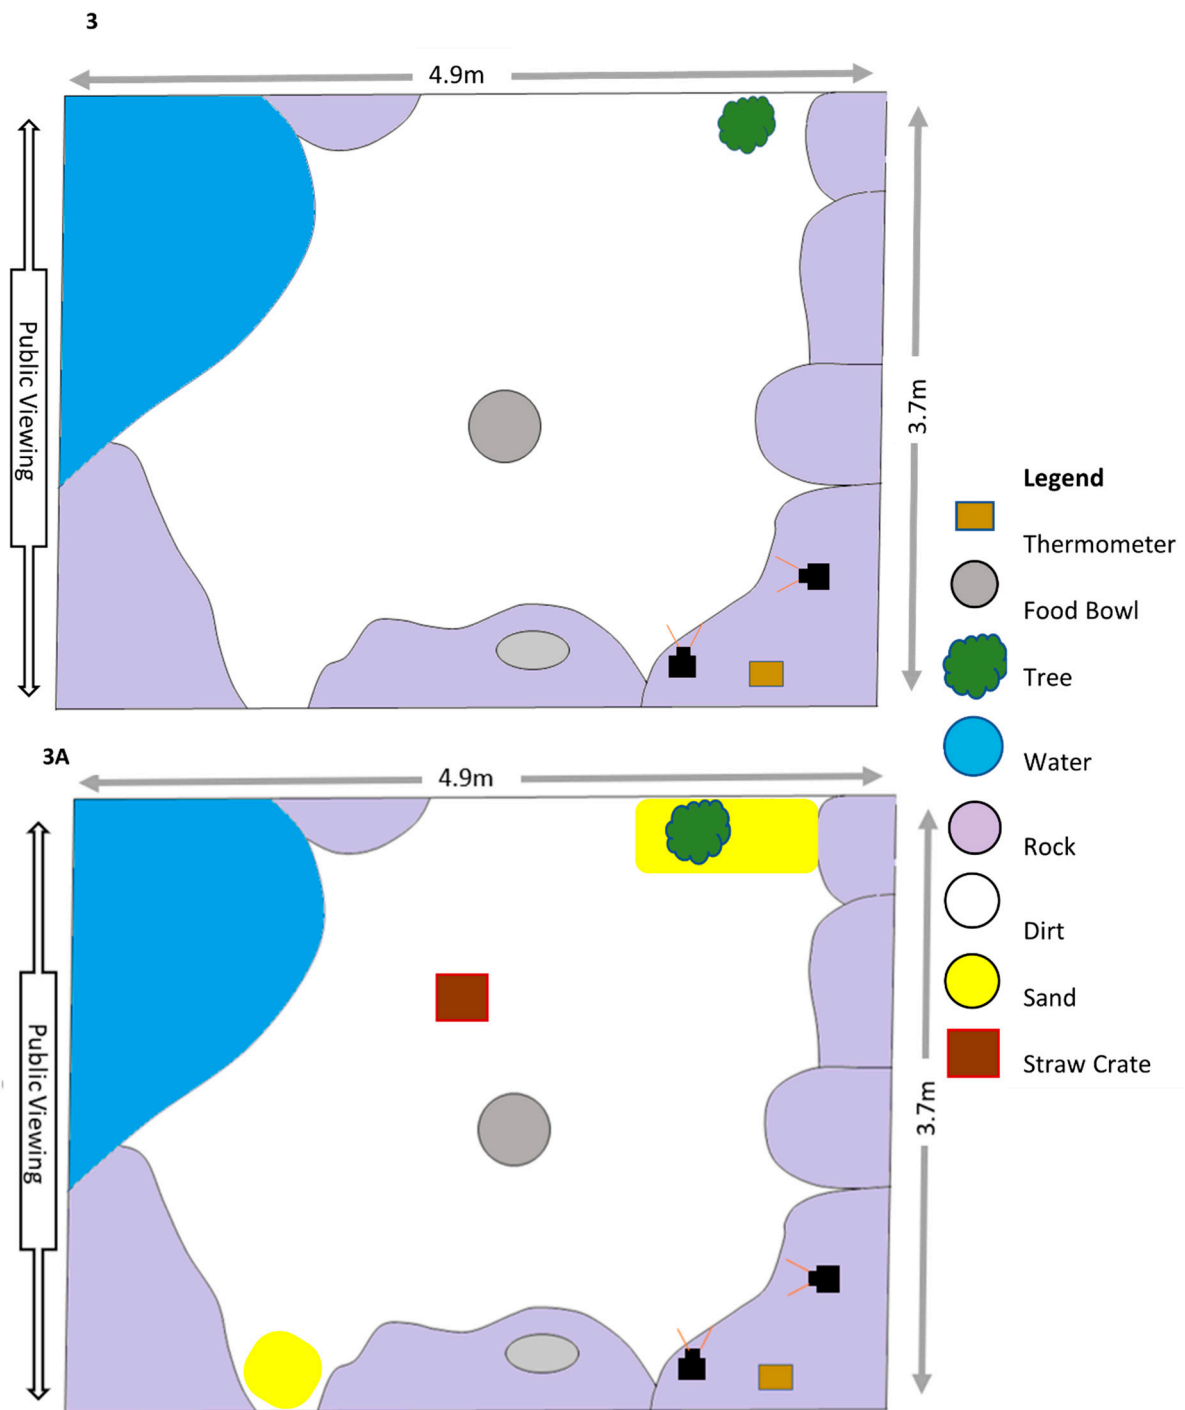 3
4.9m
Public Viewing
3.7m
Legend
Thermometer
Food Bowl
Tree
Water
Rock
Dirt
Sand
Straw Crate
3A
4.9m
Public Viewing
3.7m